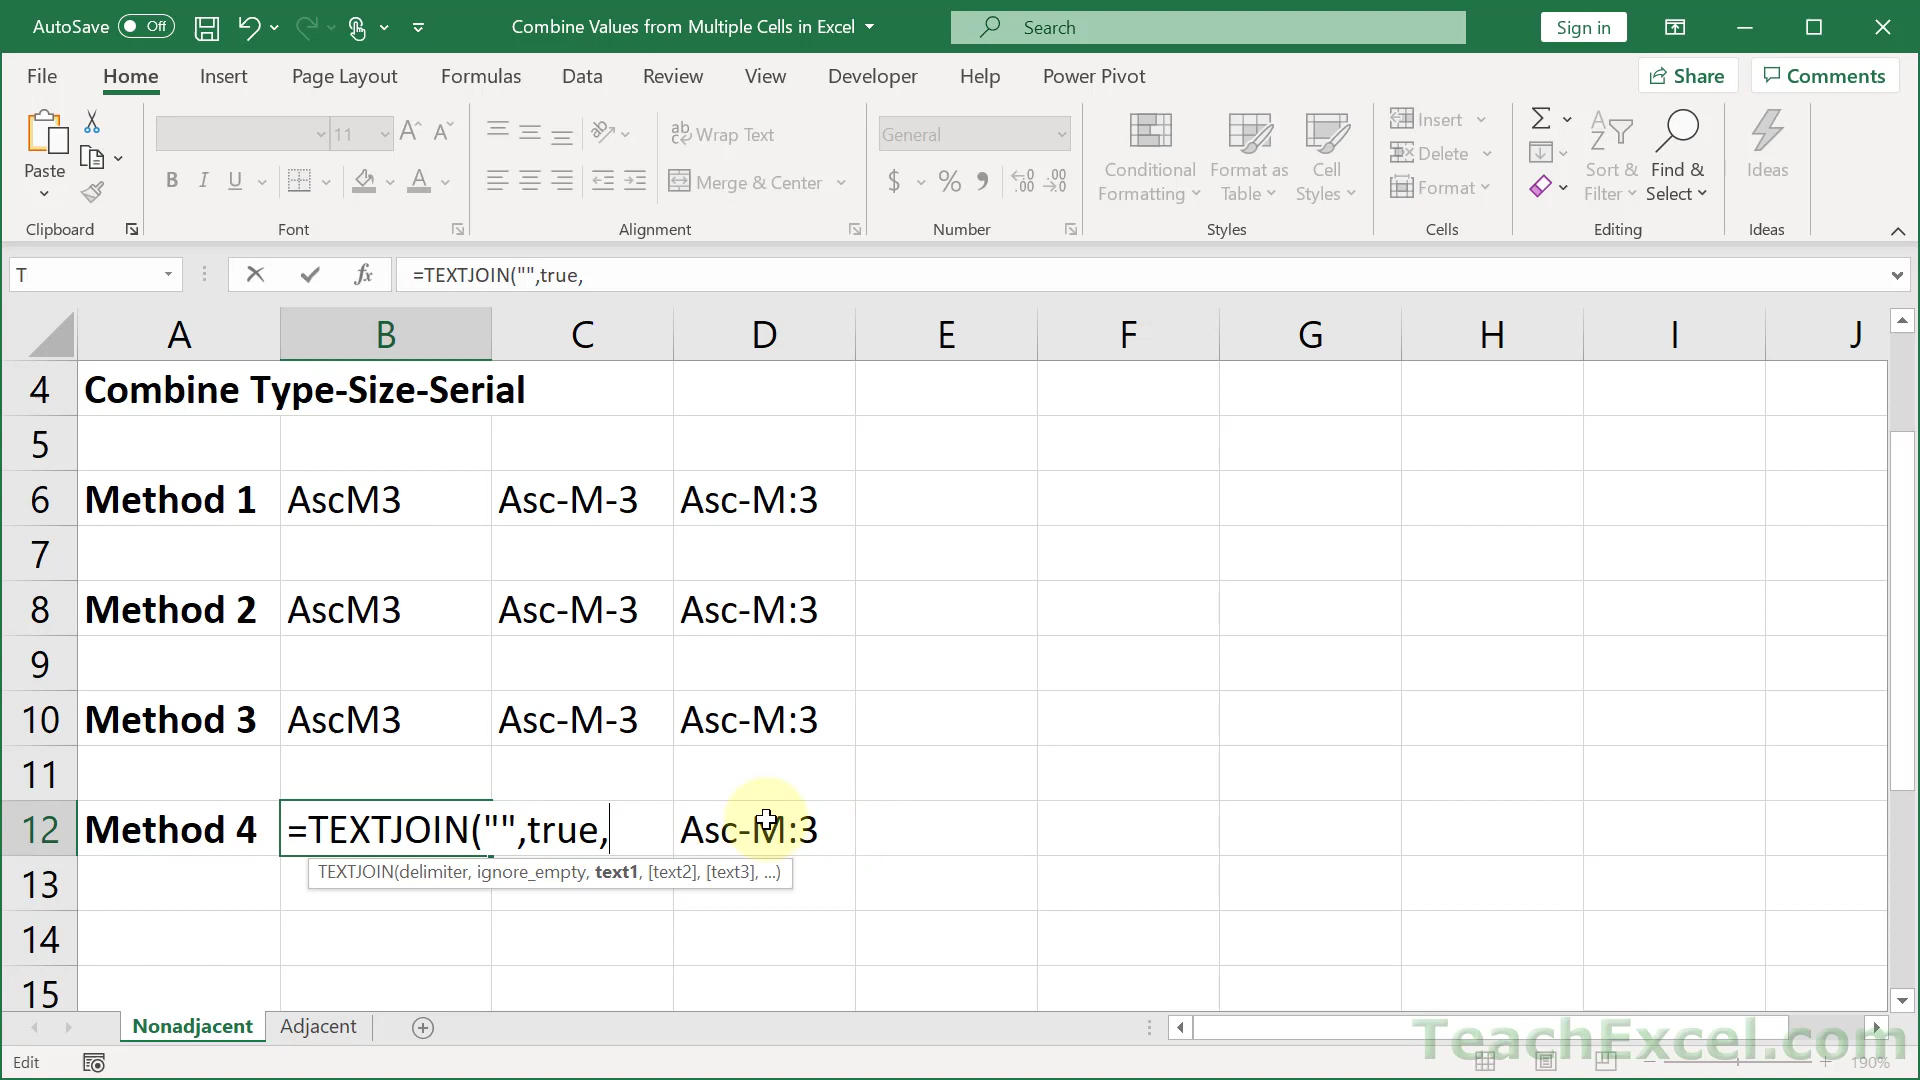 AutoSave Off Combine Values from Multiple Cells in Excel Search Sign in
File Home Insert Page Layout Formulas Data Review View Developer Help Power Pivot Share Comments
Paste 11 A A ab Wrap Text General Conditional Formatting Format as Table Cell Styles Insert Sort & Filter Find & Select Ideas
Delete
B I U A Merge & Center $ % Format
Clipboard Font Alignment Number Styles Cells Editing Ideas
T fx =TEXTJOIN("",true,
A B C D E F G H I J
4 Combine Type-Size-Serial
5
6 Method 1 AscM3 Asc-M-3 Asc-M:3
7
8 Method 2 AscM3 Asc-M-3 Asc-M:3
9
10 Method 3 AscM3 Asc-M-3 Asc-M:3
11
12 Method 4 =TEXTJOIN("",true, Asc-M:3
TEXTJOIN(delimiter, ignore_empty, text1, [text2], [text3], ...)
13
14
15
Nonadjacent Adjacent
TeachExcel.com
Edit 190%